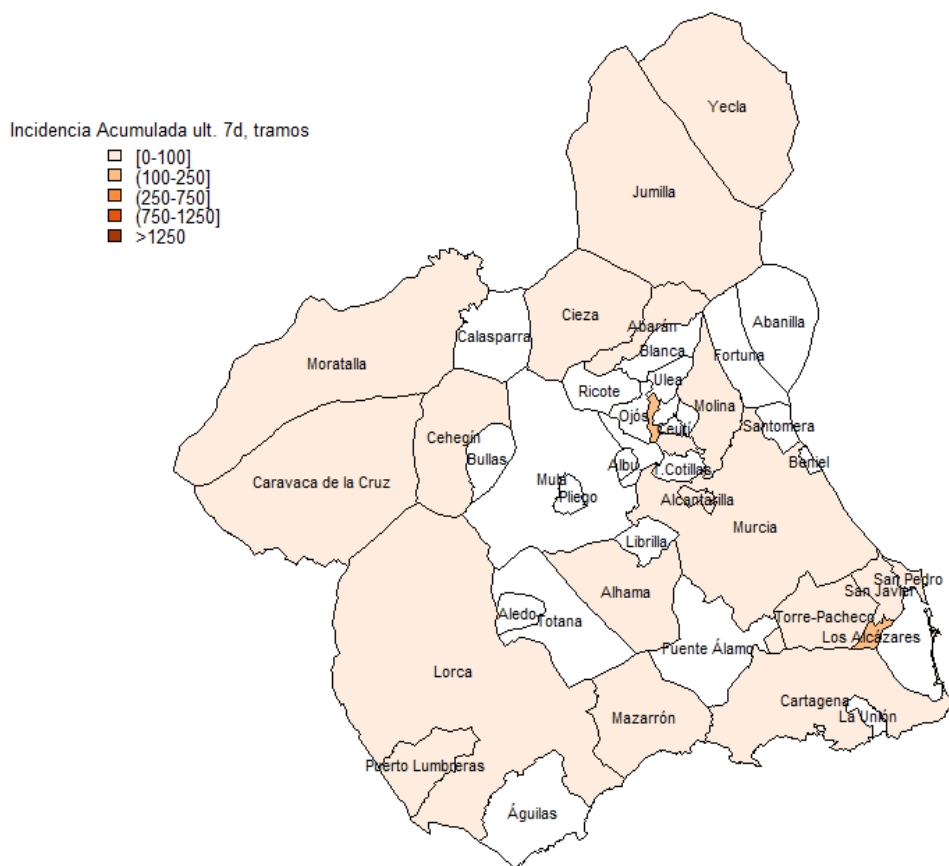 Yecla
Incidencia Acumulada ult. 7d, tramos
[0-100]
(100-250]
(250-750]
(750-1250]
>1250
Jumilla
Cieza
Abanilla
Abarán
Calasparra
Blanca
Fortuna
Moratalla
Ulea
Ricote
Molina
Ojós
Santomera
Ceutí
Cehegín
Bullas
Albu
T.Cotillas
Beniel
Mula
Caravaca de la Cruz
Pliego
Alcantarilla
Murcia
Librilla
San Pedro
San Javier
Alhama
Aledo
Totana
Torre-Pacheco
Los Alcázares
Fuente Álamo
Lorca
Cartagena
La Unión
Mazarrón
Puerto Lumbreras
Águilas